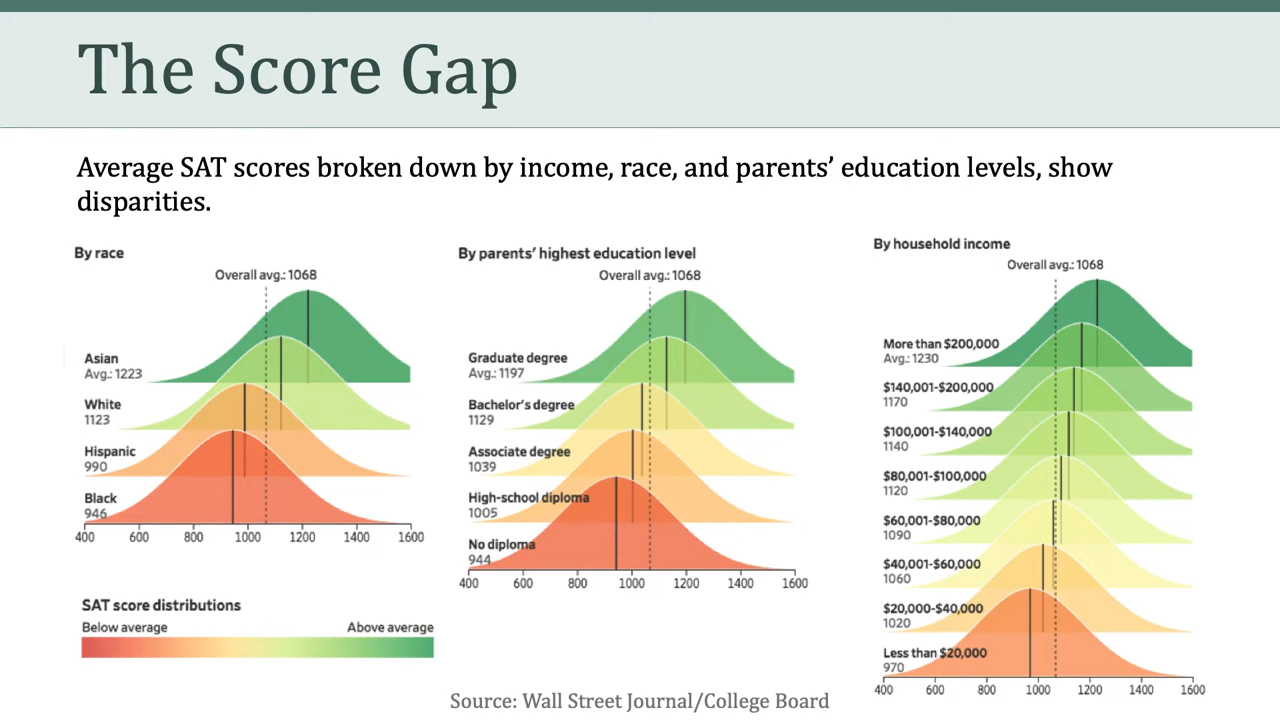 The Score Gap
Average SAT scores broken down by income, race, and parents’ education levels, show
disparities.
By race
Overall avg.: 1068
Asian
Avg.: 1223
White
1123
Hispanic
990
Black
946
400 600 800 1000 1200 1400 1600
SAT score distributions
Below average Above average
By parents’ highest education level
Overall avg.: 1068
Graduate degree
Avg.: 1197
Bachelor’s degree
1129
Associate degree
1039
High-school diploma
1005
No diploma
944
400 600 800 1000 1200 1400 1600
By household income
Overall avg.: 1068
More than $200,000
Avg.: 1230
$140,001-$200,000
1170
$100,001-$140,000
1140
$80,001-$100,000
1120
$60,001-$80,000
1090
$40,001-$60,000
1060
$20,000-$40,000
1020
Less than $20,000
970
400 600 800 1000 1200 1400 1600
Source: Wall Street Journal/College Board